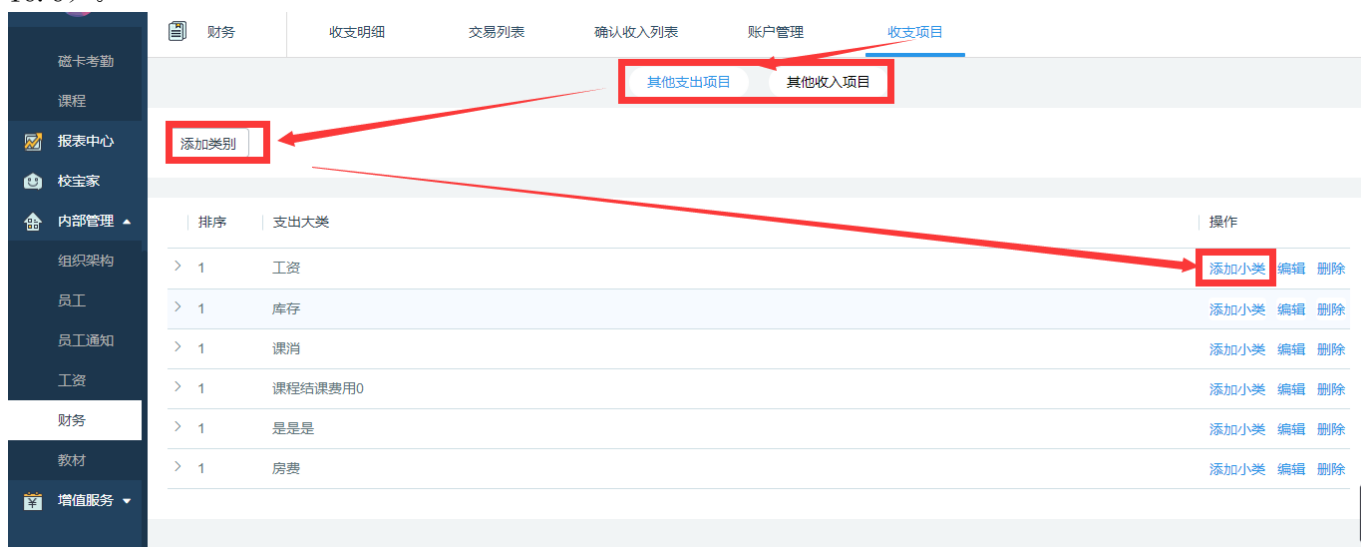 财务 收支明细 交易列表 确认收入列表 账户管理 收支项目
磁卡考勤
课程
报表中心
校宝家
内部管理
组织架构
员工
员工通知
工资
财务
教材
增值服务
其他支出项目 其他收入项目
添加类别
排序 支出大类 操作
1 工资 添加小类 编辑 删除
1 库存 添加小类 编辑 删除
1 课消 添加小类 编辑 删除
1 课程结课费用0 添加小类 编辑 删除
1 是是是 添加小类 编辑 删除
1 房费 添加小类 编辑 删除